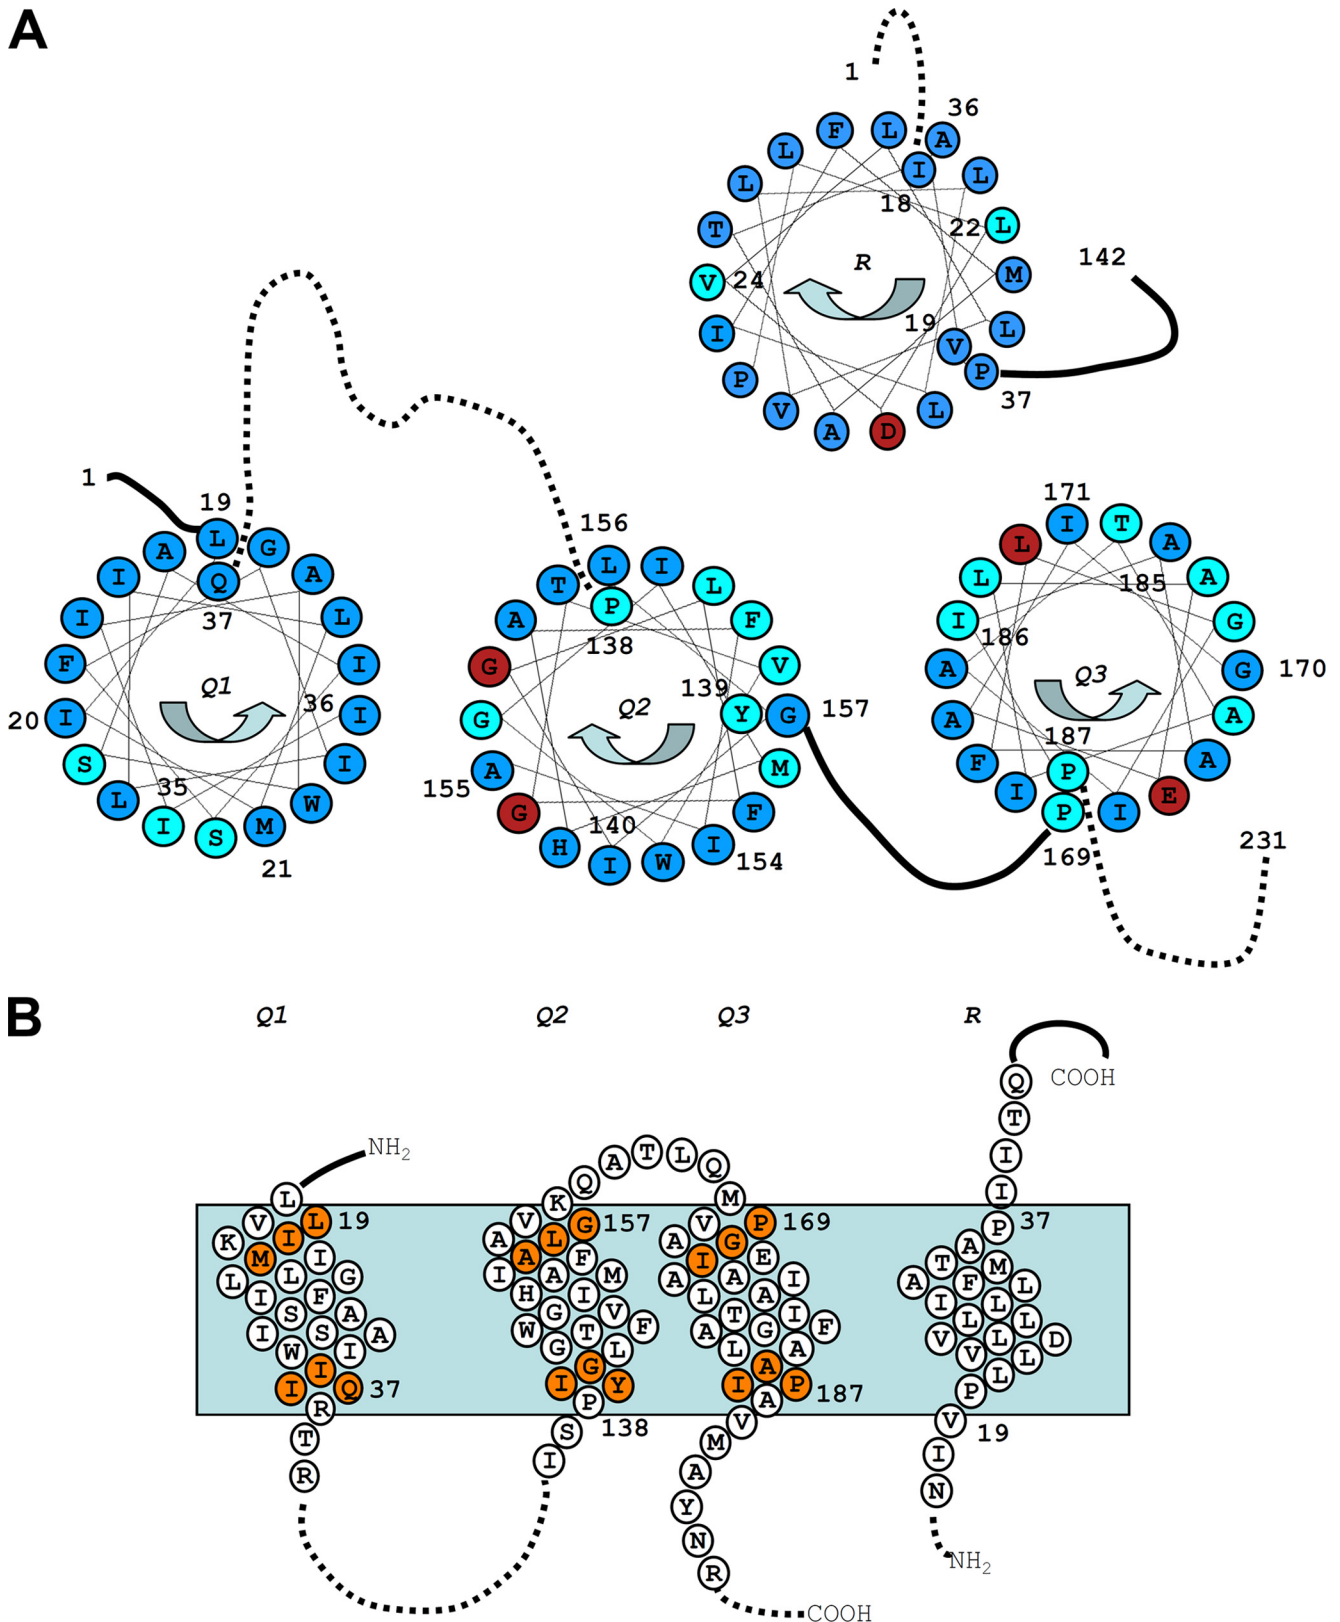 A
1
36
F L A
L I L
L 18 22 L
T R M
V 24 142
I 19 L
P V P
V A D L 37
1
19
A L G
I Q A
I 37 L
F Q1 I
20 I 36 I
S 35 I
L I S M W
21
156
T L I L
A P F
G 138 V
G Q2 139 Y G 157
155 A M
G 140 F
H I W I 154
171
L I T A
L 185 A
I 186 G
A Q3 G 170
A 187 A
F P A
I P I E
169
231
B
Q1 Q2 Q3 R
COOH
NH2
Q
T
I
I
L
V L 19
K I
M I
L L G
I F
S A
I S A
W I
I
I Q 37
R
T
R
K Q A T L Q M
V G 157
A L
A F
I A M
H I
G V
W T F
G L
G
I Y
P 138
S
I
V P 169
A G
I E
A A I
L A
T I
A G F
L A
A
I P 187
A
V
M
A
Y
N
R
COOH
P 37
A
T M
A F L
I L
L L
V L D
V L
L
P
V 19
I
N
NH2